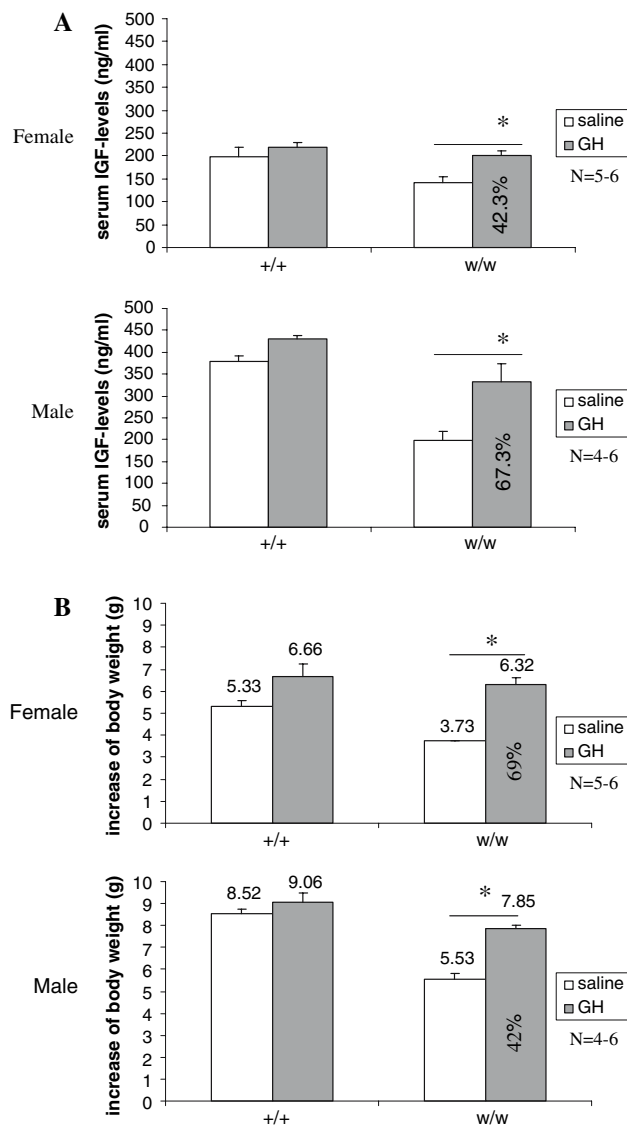 A
Female
serum IGF-levels (ng/ml)
500
450
400
350
300
250
200
150
100
50
0
*
42.3%
+/+
w/w
saline
GH
N=5-6
Male
serum IGF-levels (ng/ml)
500
450
400
350
300
250
200
150
100
50
0
*
67.3%
+/+
w/w
saline
GH
N=4-6
B
Female
increase of body weight (g)
10
9
8
7
6
5
4
3
2
1
0
5.33
6.66
*
3.73
6.32
69%
+/+
w/w
saline
GH
N=5-6
Male
increase of body weight (g)
10
9
8
7
6
5
4
3
2
1
0
8.52
9.06
*
5.53
7.85
42%
+/+
w/w
saline
GH
N=4-6